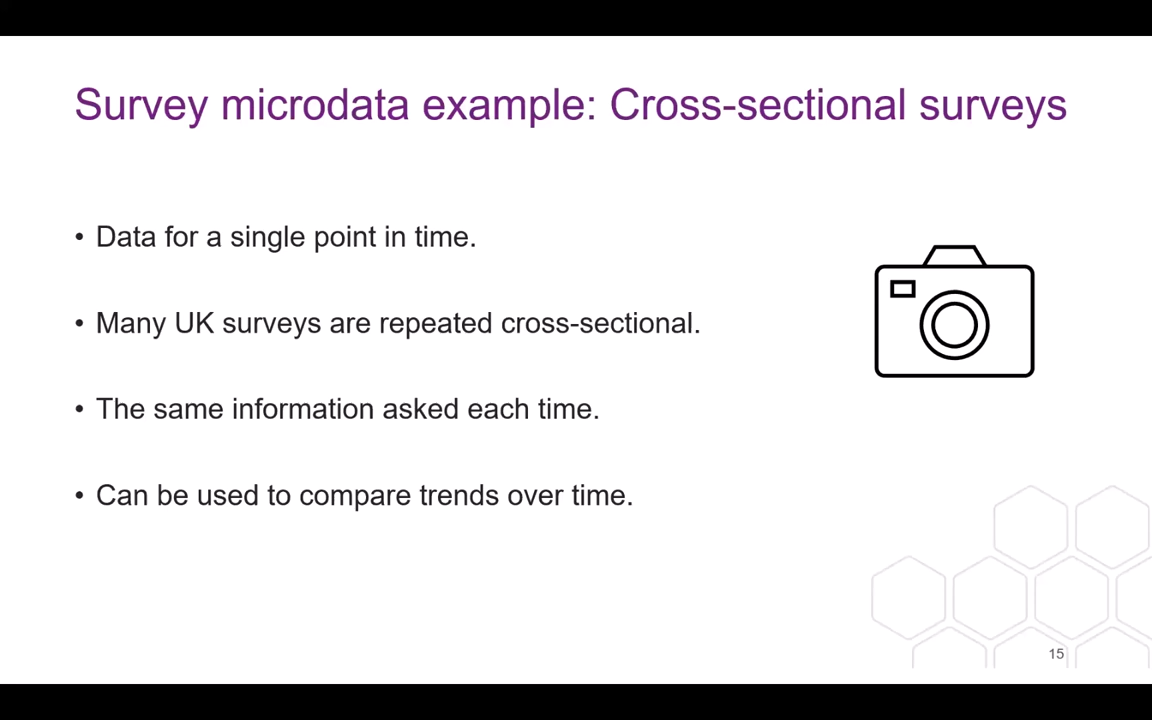 Survey microdata example: Cross-sectional surveys
• Data for a single point in time.
• Many UK surveys are repeated cross-sectional.
• The same information asked each time.
• Can be used to compare trends over time.
15